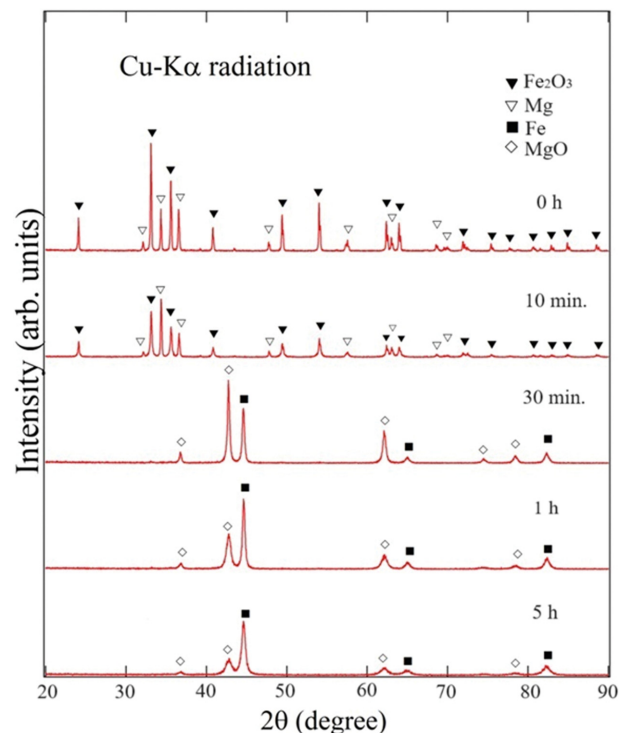 Cu-Kα radiation
▼ Fe₂O₃
▽ Mg
■ Fe
◇ MgO
0 h
10 min.
30 min.
1 h
5 h
Intensity (arb. units)
20 30 40 50 60 70 80 90
2θ (degree)